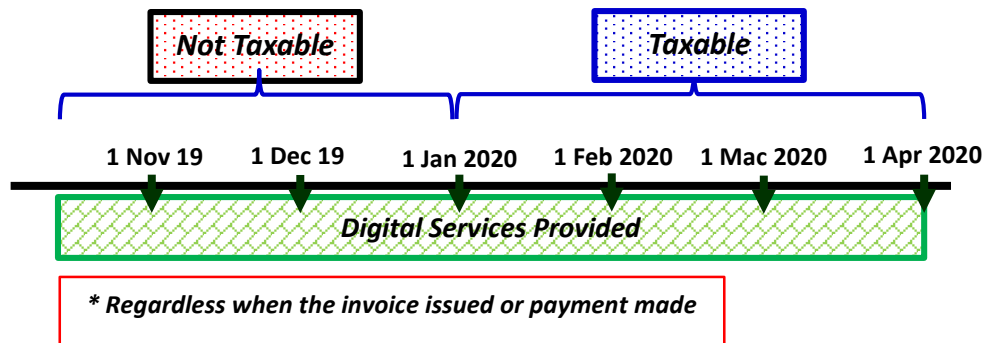 Not Taxable
Taxable
1 Nov 19
1 Dec 19
1 Jan 2020
1 Feb 2020
1 Mac 2020
1 Apr 2020
Digital Services Provided
* Regardless when the invoice issued or payment made